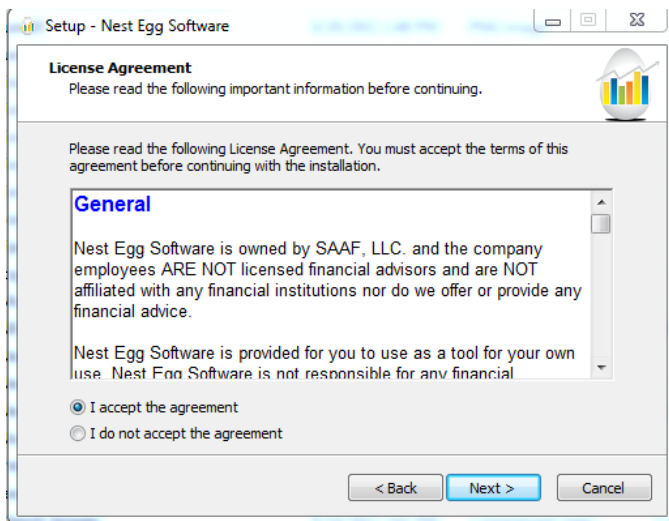 Setup - Nest Egg Software
License Agreement
Please read the following important information before continuing.
Please read the following License Agreement. You must accept the terms of this
agreement before continuing with the installation.
General
Nest Egg Software is owned by SAAF, LLC. and the company
employees ARE NOT licensed financial advisors and are NOT
affiliated with any financial institutions nor do we offer or provide any
financial advice.
Nest Egg Software is provided for you to use as a tool for your own
use. Nest Egg Software is not responsible for any financial
I accept the agreement
I do not accept the agreement
< Back
Next >
Cancel